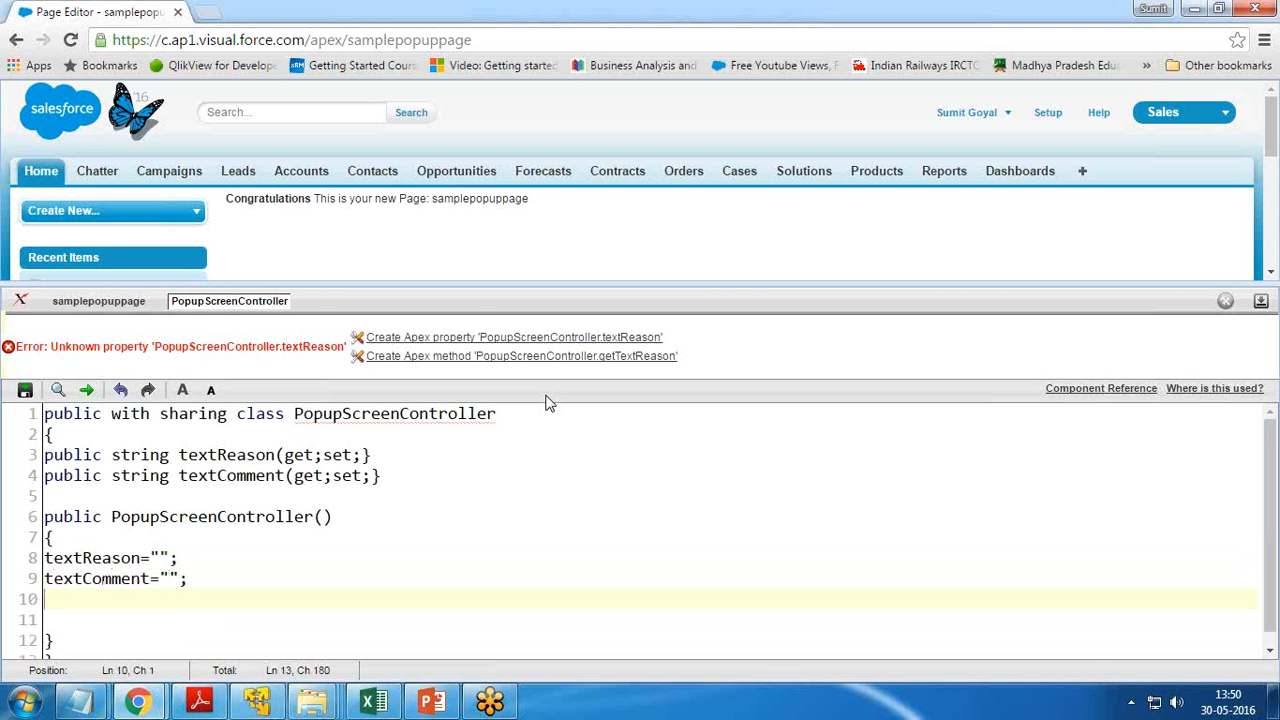 Page Editor - samplepopu
Sumit
https://c.ap1.visual.force.com/apex/samplepopuppage
Apps Bookmarks QlikView for Develope Getting Started Cours Video: Getting started Business Analysis and Free Youtube Views, F Indian Railways IRCTC Madhya Pradesh Edu » Other bookmarks
salesforce '16 Search... Search Sumit Goyal Setup Help Sales
Home Chatter Campaigns Leads Accounts Contacts Opportunities Forecasts Contracts Orders Cases Solutions Products Reports Dashboards +
Congratulations This is your new Page: samplepopuppage
Create New...
Recent Items
samplepopuppage PopupScreenController
Create Apex property 'PopupScreenController.textReason'
Error: Unknown property 'PopupScreenController.textReason'
Create Apex method 'PopupScreenController.getTextReason'
A A Component Reference Where is this used?
1 public with sharing class PopupScreenController
2 {
3 public string textReason(get;set;}
4 public string textComment(get;set;}
5
6 public PopupScreenController()
7 {
8 textReason="";
9 textComment="";
10
11
12 }
13 }
Position: Ln 10, Ch 1 Total: Ln 13, Ch 180
13:50
30-05-2016